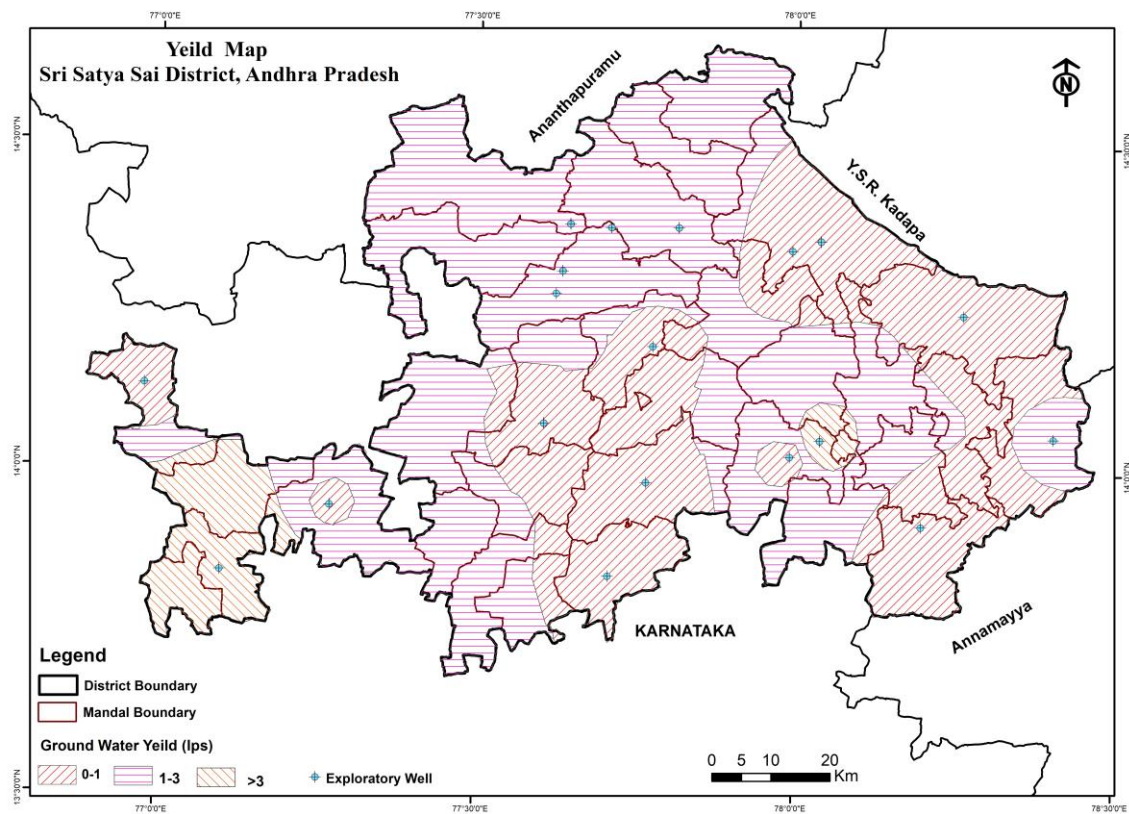 77°0'0"E
77°30'0"E
78°0'0"E
Yeild Map
Sri Satya Sai District, Andhra Pradesh
N
Ananthapuramu
Y.S.R. Kadapa
14°30'0"N
14°30'0"N
14°0'0"N
14°0'0"N
KARNATAKA
Annamayya
Legend
District Boundary
Mandal Boundary
Ground Water Yeild (lps)
0-1
1-3
>3
Exploratory Well
0 5 10 20
Km
13°30'0"N
77°0'0"E
77°30'0"E
78°0'0"E
78°30'0"E